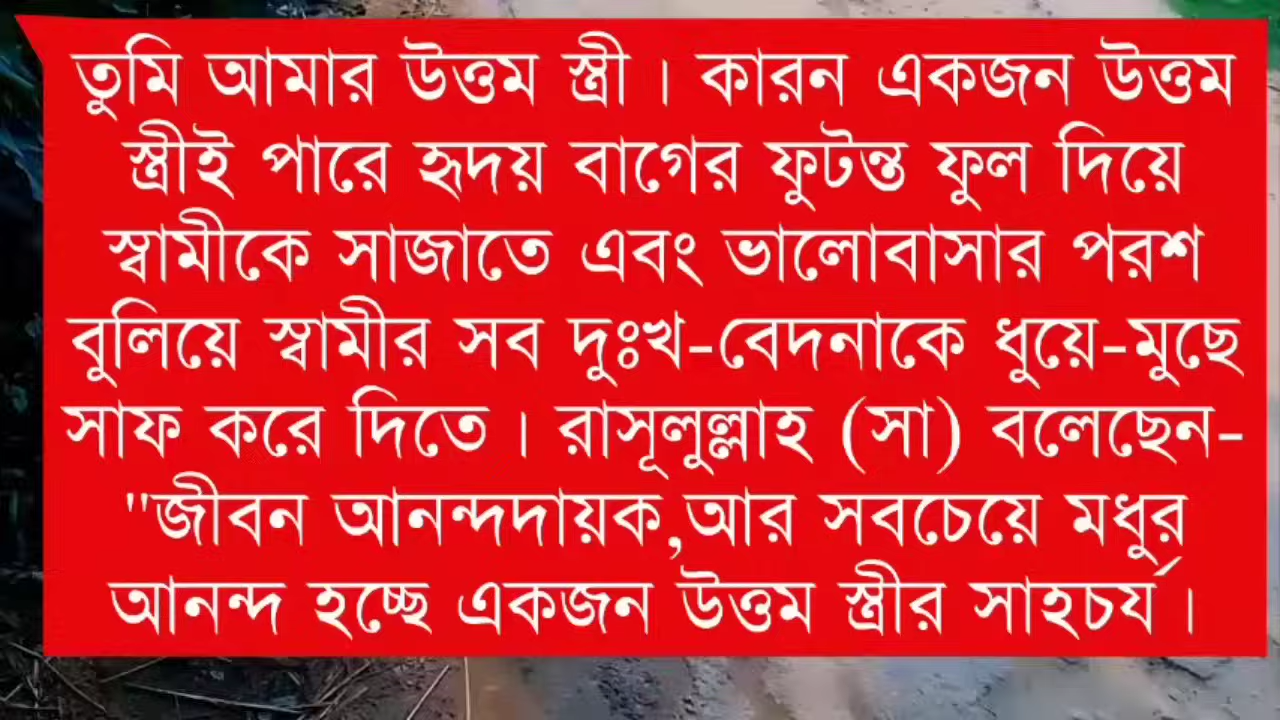 তুমি আমার উত্তম স্ত্রী। কারন একজন উত্তম
স্ত্রীই পারে হৃদয় বাগের ফুটন্ত ফুল দিয়ে
স্বামীকে সাজাতে এবং ভালোবাসার পরশ
বুলিয়ে স্বামীর সব দুঃখ-বেদনাকে ধুয়ে-মুছে
সাফ করে দিতে। রাসূলুল্লাহ (সা) বলেছেন-
"জীবন আনন্দদায়ক,আর সবচেয়ে মধুর
আনন্দ হচ্ছে একজন উত্তম স্ত্রীর সাহচর্য।